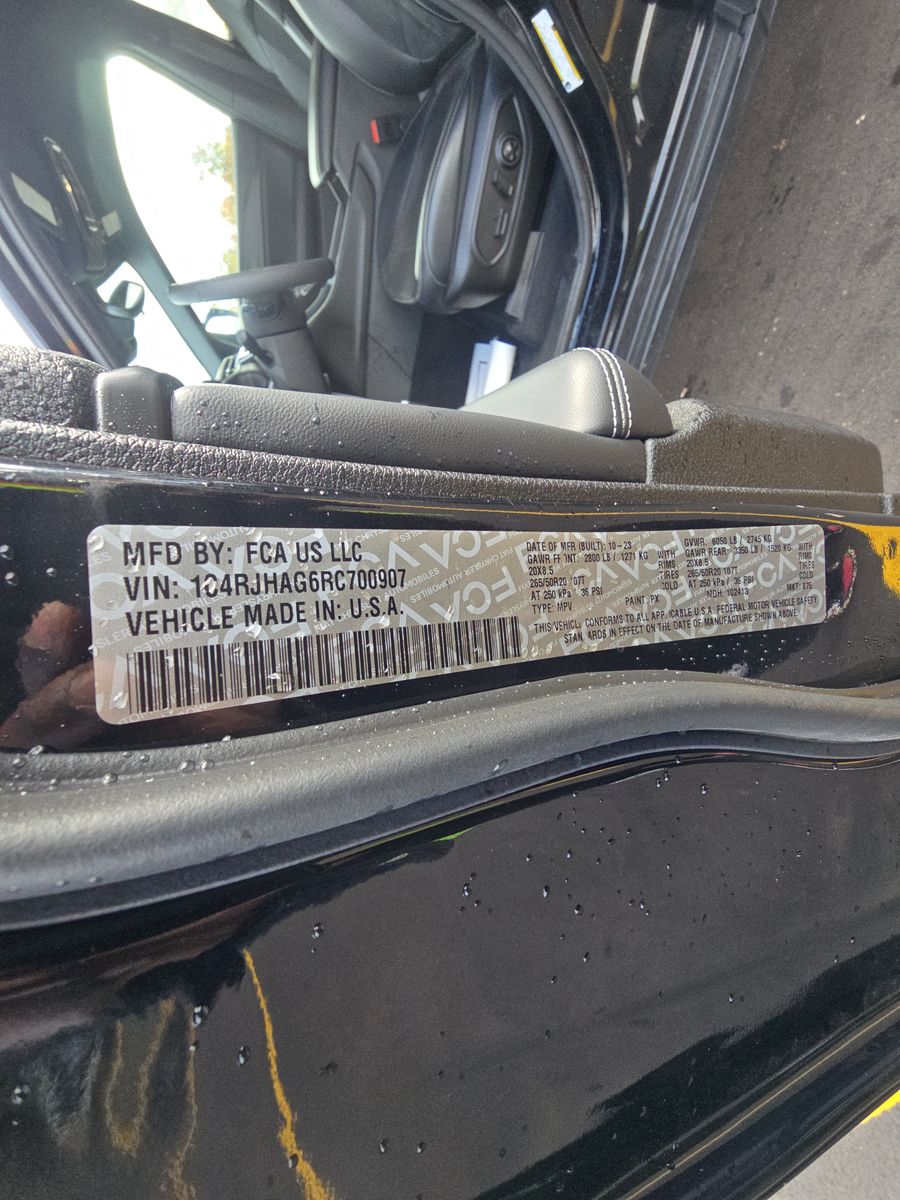 MFD BY: FCA US LLC
VIN: 1C4RJHAG6RC700907
VEHICLE MADE IN: U.S.A.
DATE OF MFR (BUILT): 10-23 GVWR: 6050 LB / 2745 KG
GAWR FRONT: 2800 LB / 1271 KG WITH GAWR REAR: 3350 LB / 1520 KG WITH
20X8.5 RIMS 20X8.5 RIMS
265/50R20 107T TIRES 265/50R20 107T TIRES
AT 250 kPa / 36 PSI COLD AT 250 kPa / 36 PSI COLD
TYPE: MPV PAINT: PX MDH: 102413 MKT: 875
THIS VEHICLE CONFORMS TO ALL APPLICABLE U.S.A. FEDERAL MOTOR VEHICLE SAFETY
STANDARDS IN EFFECT ON THE DATE OF MANUFACTURE SHOWN ABOVE.